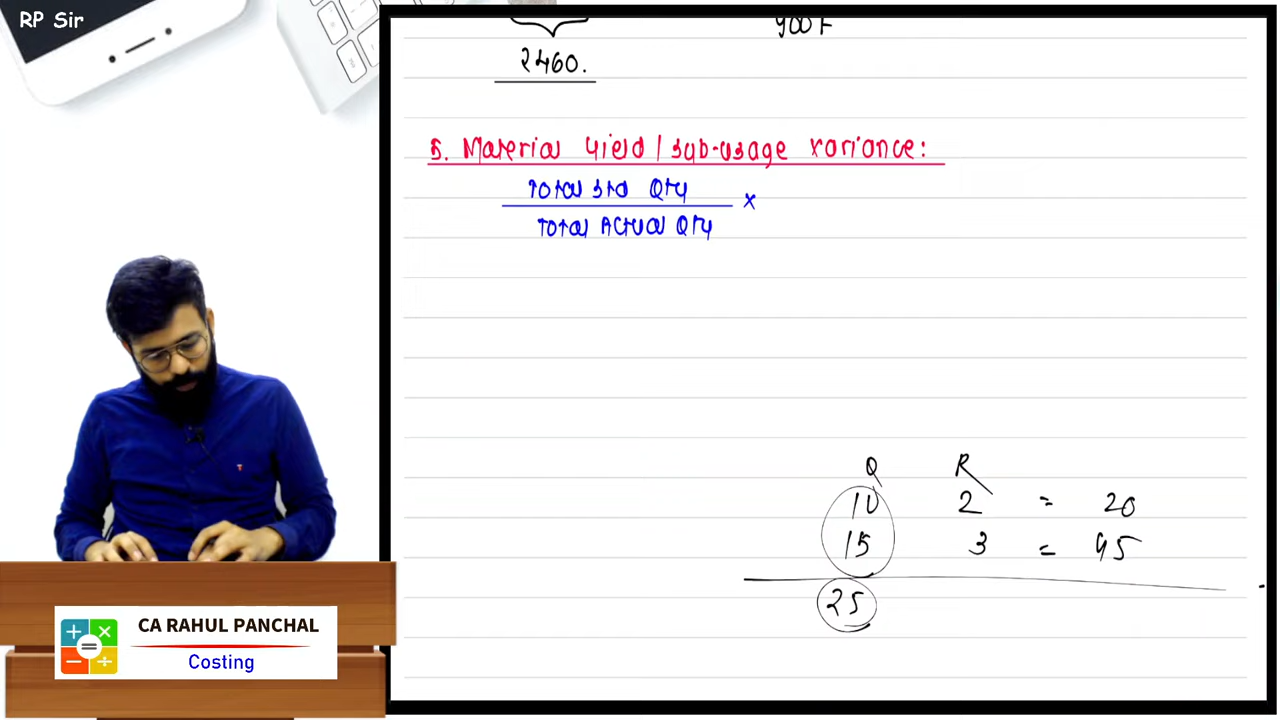 RP Sir
900F
2460.
5. Material Yield / sub-usage variance:
Total Std Qty
Total Actual Qty
×
Q R
10 2 = 20
15 3 = 45
25
CA RAHUL PANCHAL
Costing